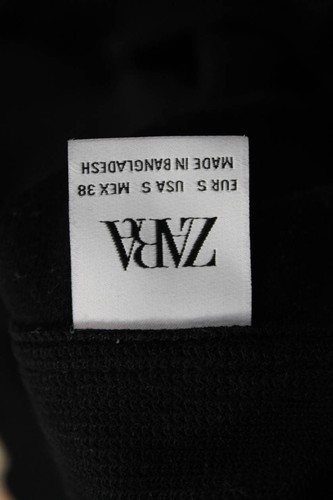 ZARA
EUR S USA S MEX 38
MADE IN BANGLADESH